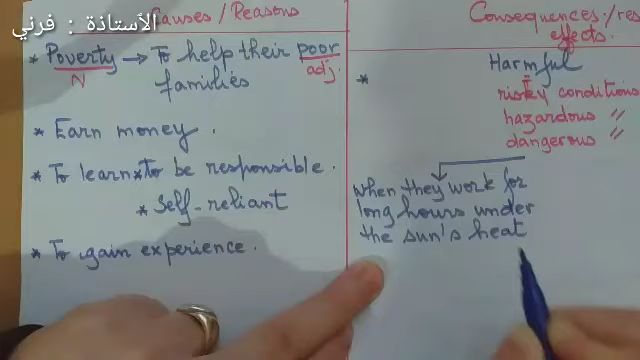 الأستاذة : فرني
Causes / Reasons
* Poverty → To help their poor
N
adj.
families
* Earn money .
* To learn * To be responsible .
* Self-reliant
* To gain experience .
Consequences /res
effects.
* Harmful
risky conditions
hazardous "
dangerous "
when they work for
long hours under
the sun's heat